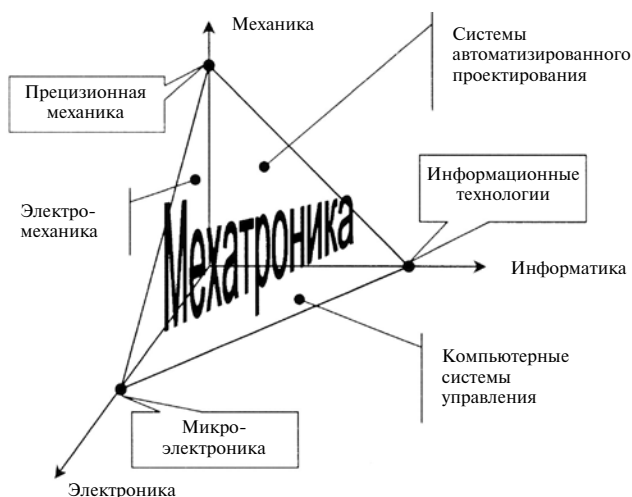 Механика
Системы
автоматизированного
проектирования
Прецизионная
механика
Информационные
технологии
Электро-
механика
Мехатроника
Информатика
Компьютерные
системы
управления
Микро-
электроника
Электроника